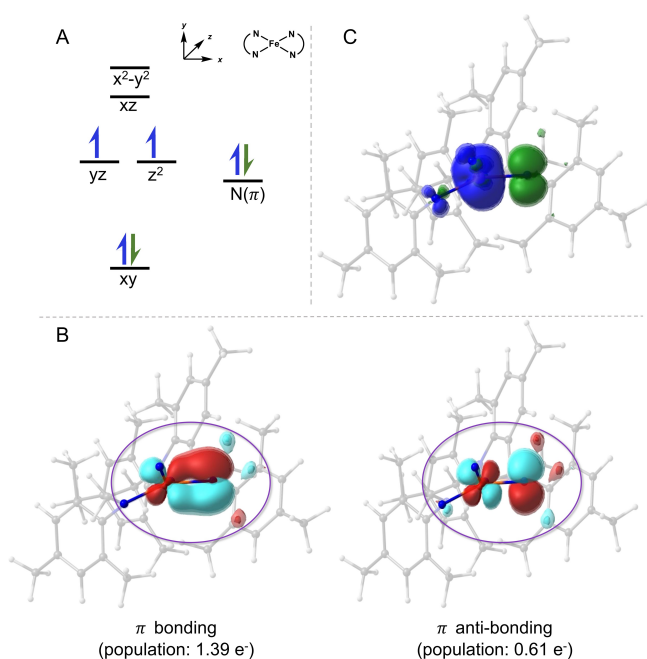 A
y
z
x
N
N
Fe
N
N
C
x²-y²
xz
yz
z²
N(π)
xy
B
π bonding
(population: 1.39 e⁻)
π anti-bonding
(population: 0.61 e⁻)